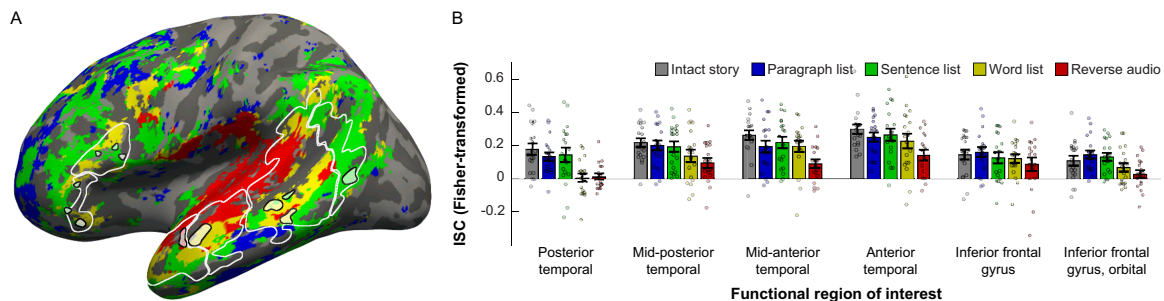 A
B
Intact story
Paragraph list
Sentence list
Word list
Reverse audio
ISC (Fisher-transformed)
0.6
0.4
0.2
0
-0.2
Posterior
temporal
Mid-posterior
temporal
Mid-anterior
temporal
Anterior
temporal
Inferior frontal
gyrus
Inferior frontal
gyrus, orbital
Functional region of interest